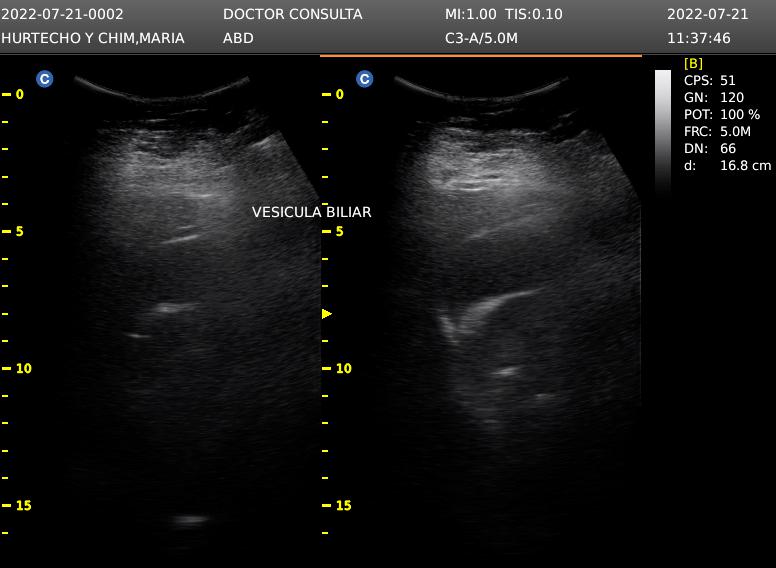 2022-07-21-0002 DOCTOR CONSULTA MI:1.00 TIS:0.10 2022-07-21
HURTECHO Y CHIM,MARIA ABD C3-A/5.0M 11:37:46
[B]
C C CPS: 51
0 0 GN: 120
POT: 100 %
FRC: 5.0M
DN: 66
d: 16.8 cm
VESICULA BILIAR
5 5
10 10
15 15